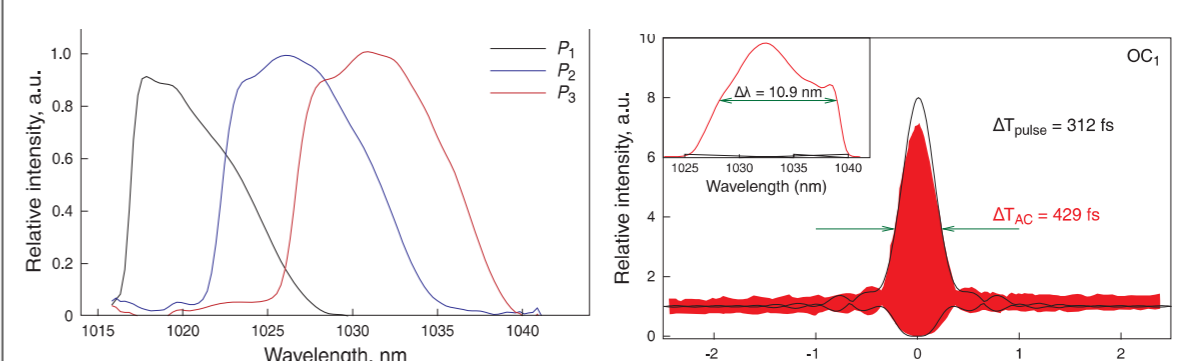 1.0
0.8
0.6
0.4
0.2
0
Relative intensity, a.u.
P1
P2
P3
1015 1020 1025 1030 1035 1040
Wavelength, nm
10
8
6
4
2
0
Relative intensity, a.u.
OC1
Δλ = 10.9 nm
1025 1030 1035 1040
Wavelength (nm)
ΔTpulse = 312 fs
ΔTAC = 429 fs
-2 -1 0 1 2